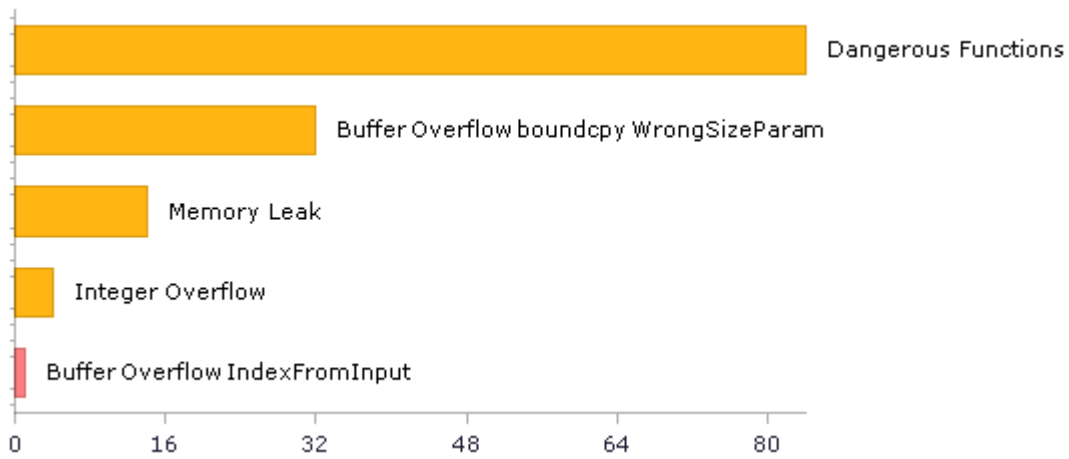 Dangerous Functions
Buffer Overflow boundcpy WrongSizeParam
Memory Leak
Integer Overflow
Buffer Overflow IndexFromInput
0 16 32 48 64 80